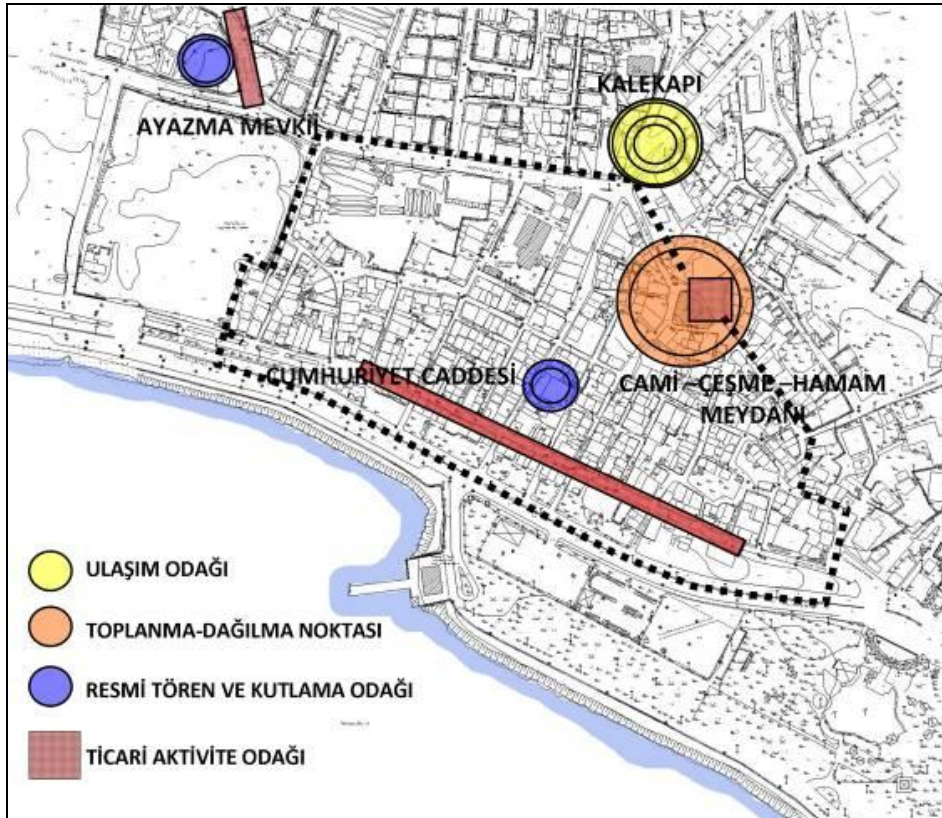 KALEKAPI
AYAZMA MEVKİİ
CUMHURİYET CADDESİ
CAMİ –ÇEŞME –HAMAM
MEYDANI
ULAŞIM ODAĞI
TOPLANMA-DAĞILMA NOKTASI
RESMİ TÖREN VE KUTLAMA ODAĞI
TİCARİ AKTİVİTE ODAĞI